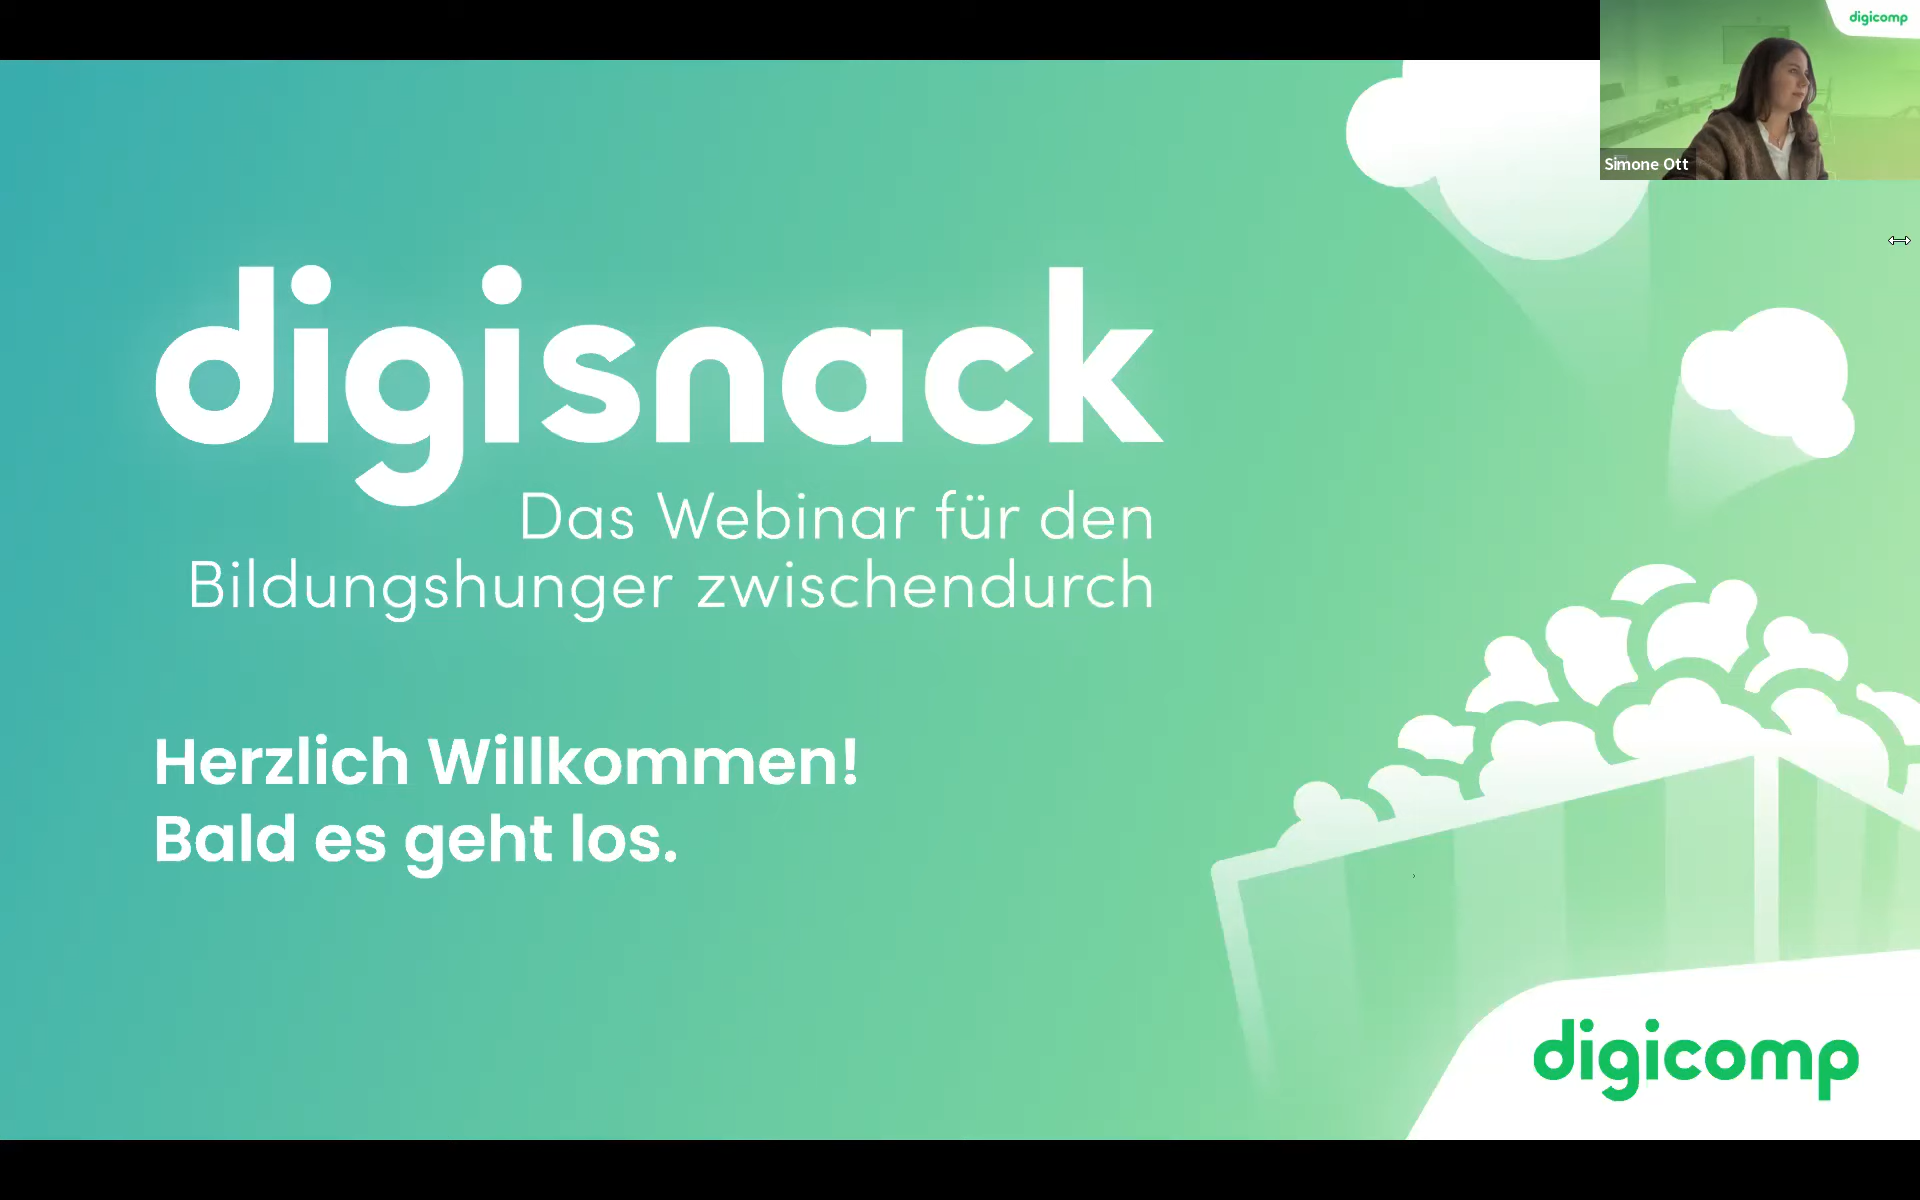 digicomp
Simone Ott
digisnack
Das Webinar für den
Bildungshunger zwischendurch
Herzlich Willkommen!
Bald es geht los.
digicomp